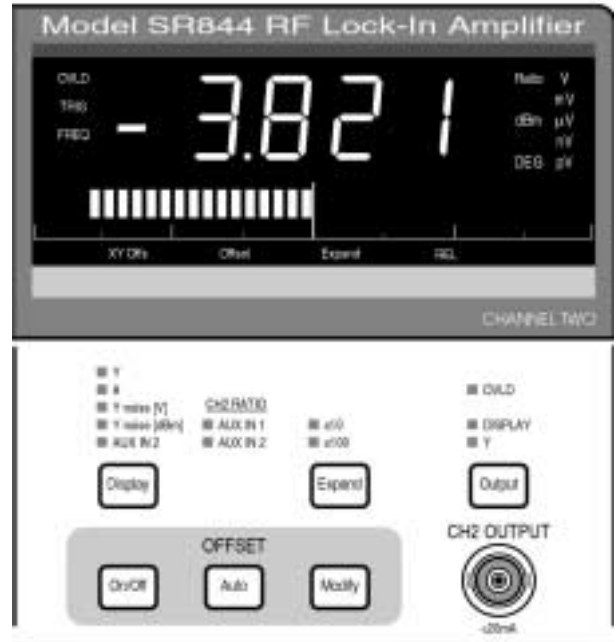 Model SR844 RF Lock-In Amplifier
OVLD
TRIG
FREQ
- 3.821
Ratio V
mV
dBm µV
nV
DEG pV
XY Offs Offset Expand REL
CHANNEL TWO
Y
Y noise [V]
Y noise [dBm]
AUX IN 2
CH2 RATIO
AUX IN 1
AUX IN 2
x10
x100
OVLD
DISPLAY
Y
Display
Expand
Output
OFFSET
On/Off
Auto
Modify
CH2 OUTPUT